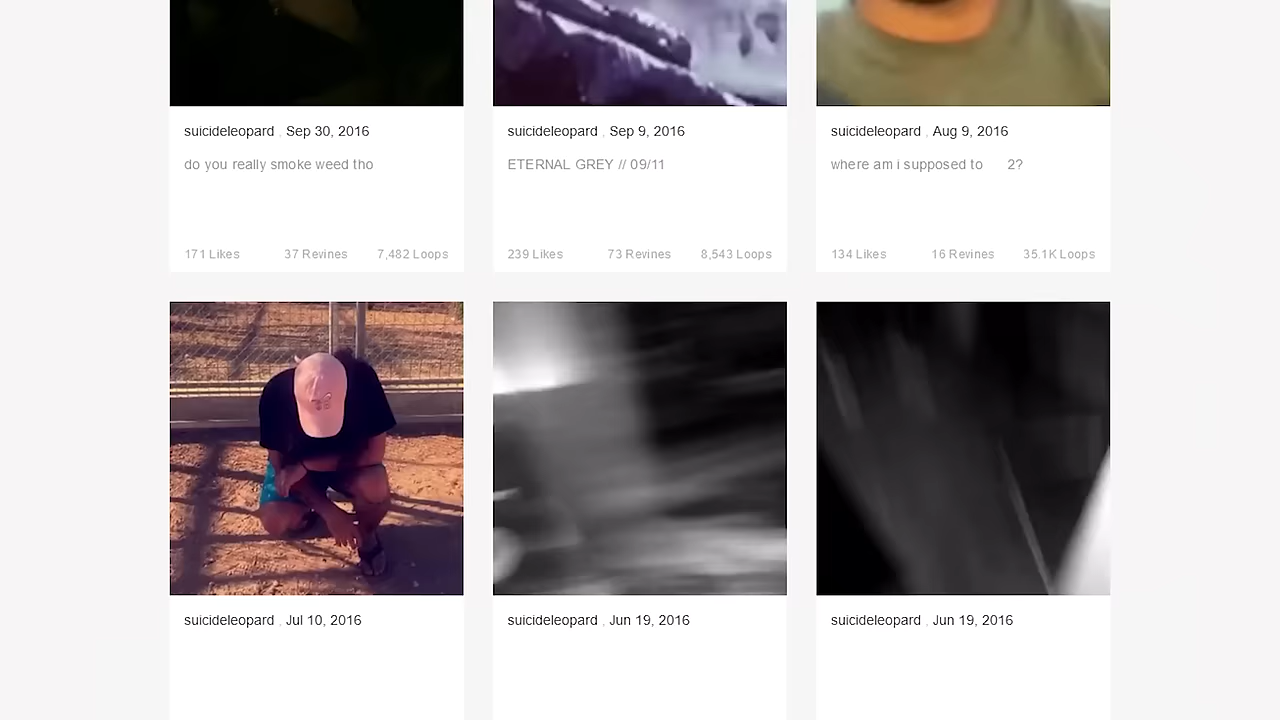 suicideleopard , Sep 30, 2016
do you really smoke weed tho
171 Likes 37 Revines 7,482 Loops
suicideleopard , Sep 9, 2016
ETERNAL GREY // 09/11
239 Likes 73 Revines 8,543 Loops
suicideleopard , Aug 9, 2016
where am i supposed to 2?
134 Likes 16 Revines 35.1K Loops
suicideleopard , Jul 10, 2016
suicideleopard , Jun 19, 2016
suicideleopard , Jun 19, 2016